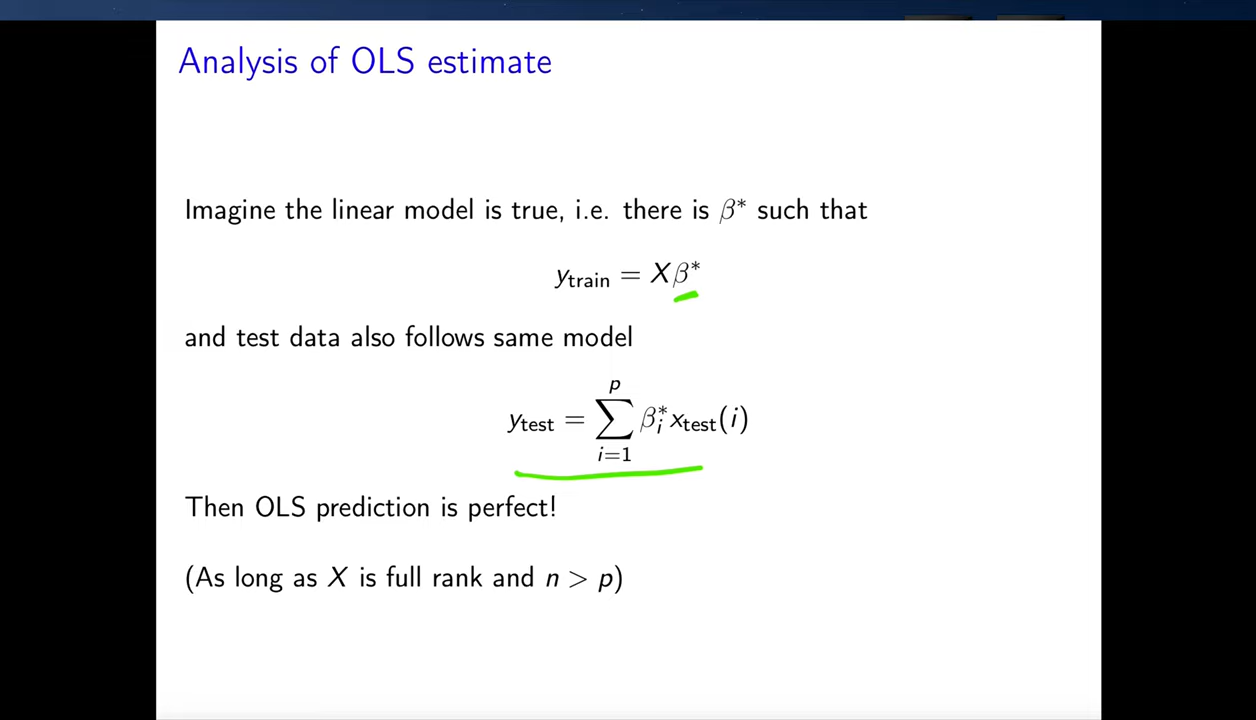 Analysis of OLS estimate
Imagine the linear model is true, i.e. there is β* such that
y_train = Xβ*
and test data also follows same model
y_test = ∑_{i=1}^{p} β_i^* x_test(i)
Then OLS prediction is perfect!
(As long as X is full rank and n > p)